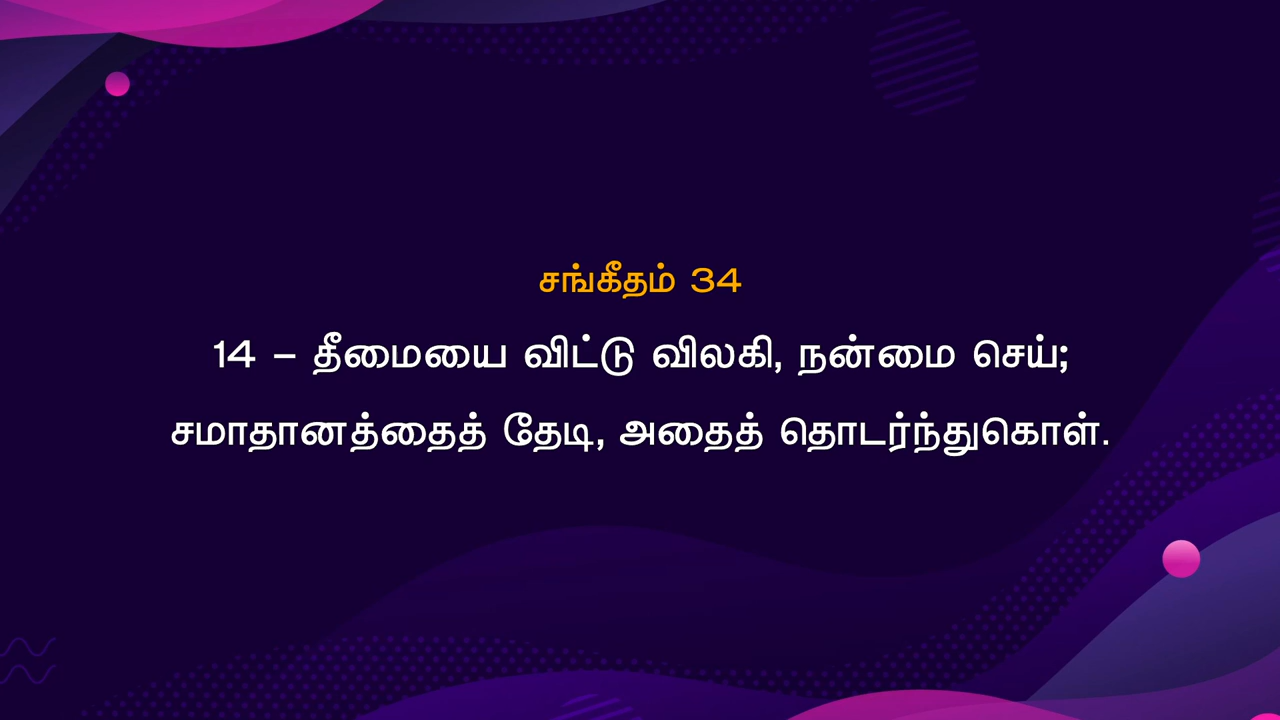 சங்கீதம் 34
14 – தீமையை விட்டு விலகி, நன்மை செய்;
சமாதானத்தைத் தேடி, அதைத் தொடர்ந்துகொள்.